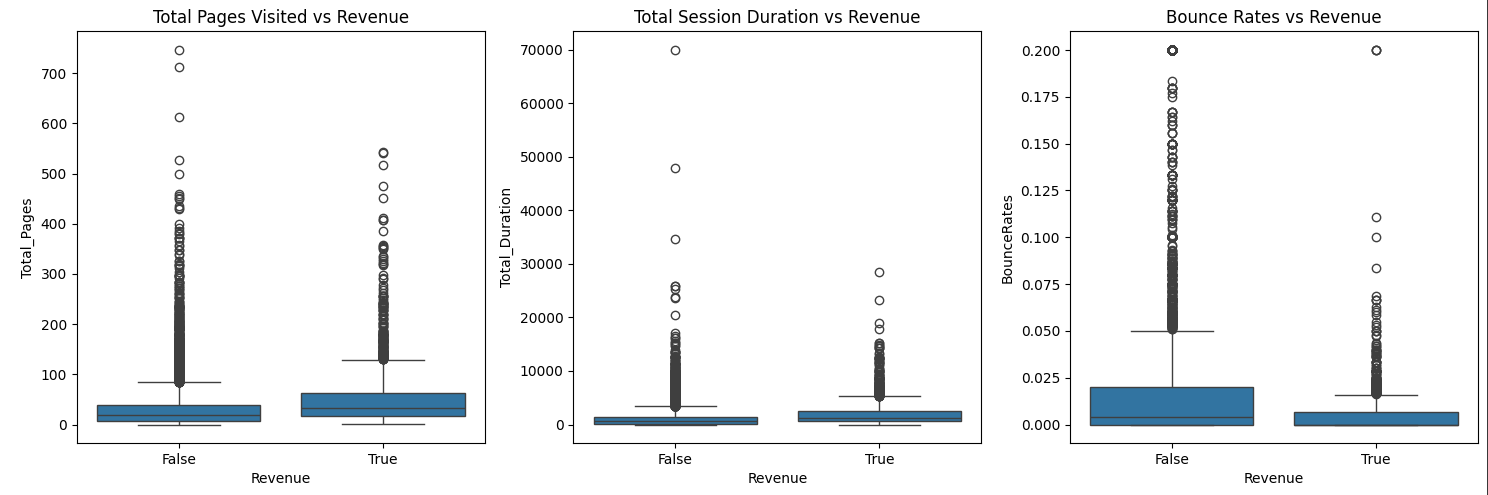 Total Pages Visited vs Revenue
Total_Pages
700
600
500
400
300
200
100
0
False
True
Revenue
Total Session Duration vs Revenue
Total_Duration
70000
60000
50000
40000
30000
20000
10000
0
False
True
Revenue
Bounce Rates vs Revenue
BounceRates
0.200
0.175
0.150
0.125
0.100
0.075
0.050
0.025
0.000
False
True
Revenue